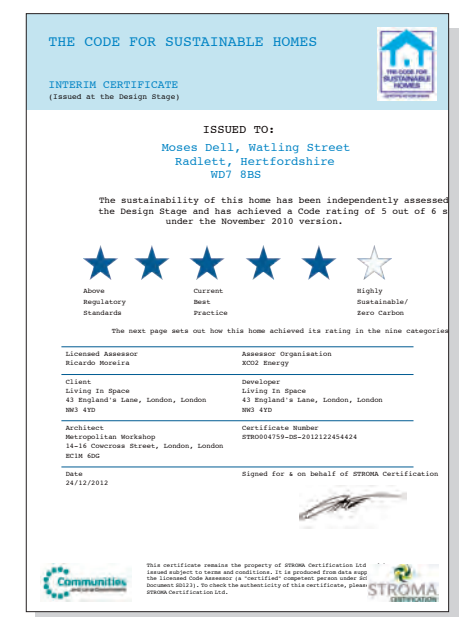 THE CODE FOR SUSTAINABLE HOMES
INTERIM CERTIFICATE
(Issued at the Design Stage)
THE CODE FOR
SUSTAINABLE
HOMES
ISSUED TO:
Moses Dell, Watling Street
Radlett, Hertfordshire
WD7 8BS
The sustainability of this home has been independently assessed
the Design Stage and has achieved a Code rating of 5 out of 6 s
under the November 2010 version.
Above Current Highly
Regulatory Best Sustainable/
Standards Practice Zero Carbon
The next page sets out how this home achieved its rating in the nine categories
Licensed Assessor
Ricardo Moreira
Assessor Organisation
XCO2 Energy
Client
Living In Space
43 England's Lane, London, London
NW3 4YD
Developer
Living In Space
43 England's Lane, London, London
NW3 4YD
Architect
Metropolitan Workshop
14-16 Cowcross Street, London, London
EC1M 6DG
Certificate Number
STRO004759-DS-2012122454424
Date
24/12/2012
Signed for & on behalf of STROMA Certification
Communities
and Local Government
This certificate remains the property of STROMA Certification Ltd
issued subject to terms and conditions. It is produced from data supp
the licensed Code Assessor (a "certified" competent person under Sc
Document SD123). To check the authenticity of this certificate, pleas
STROMA Certification Ltd.
STROMA
CERTIFICATION